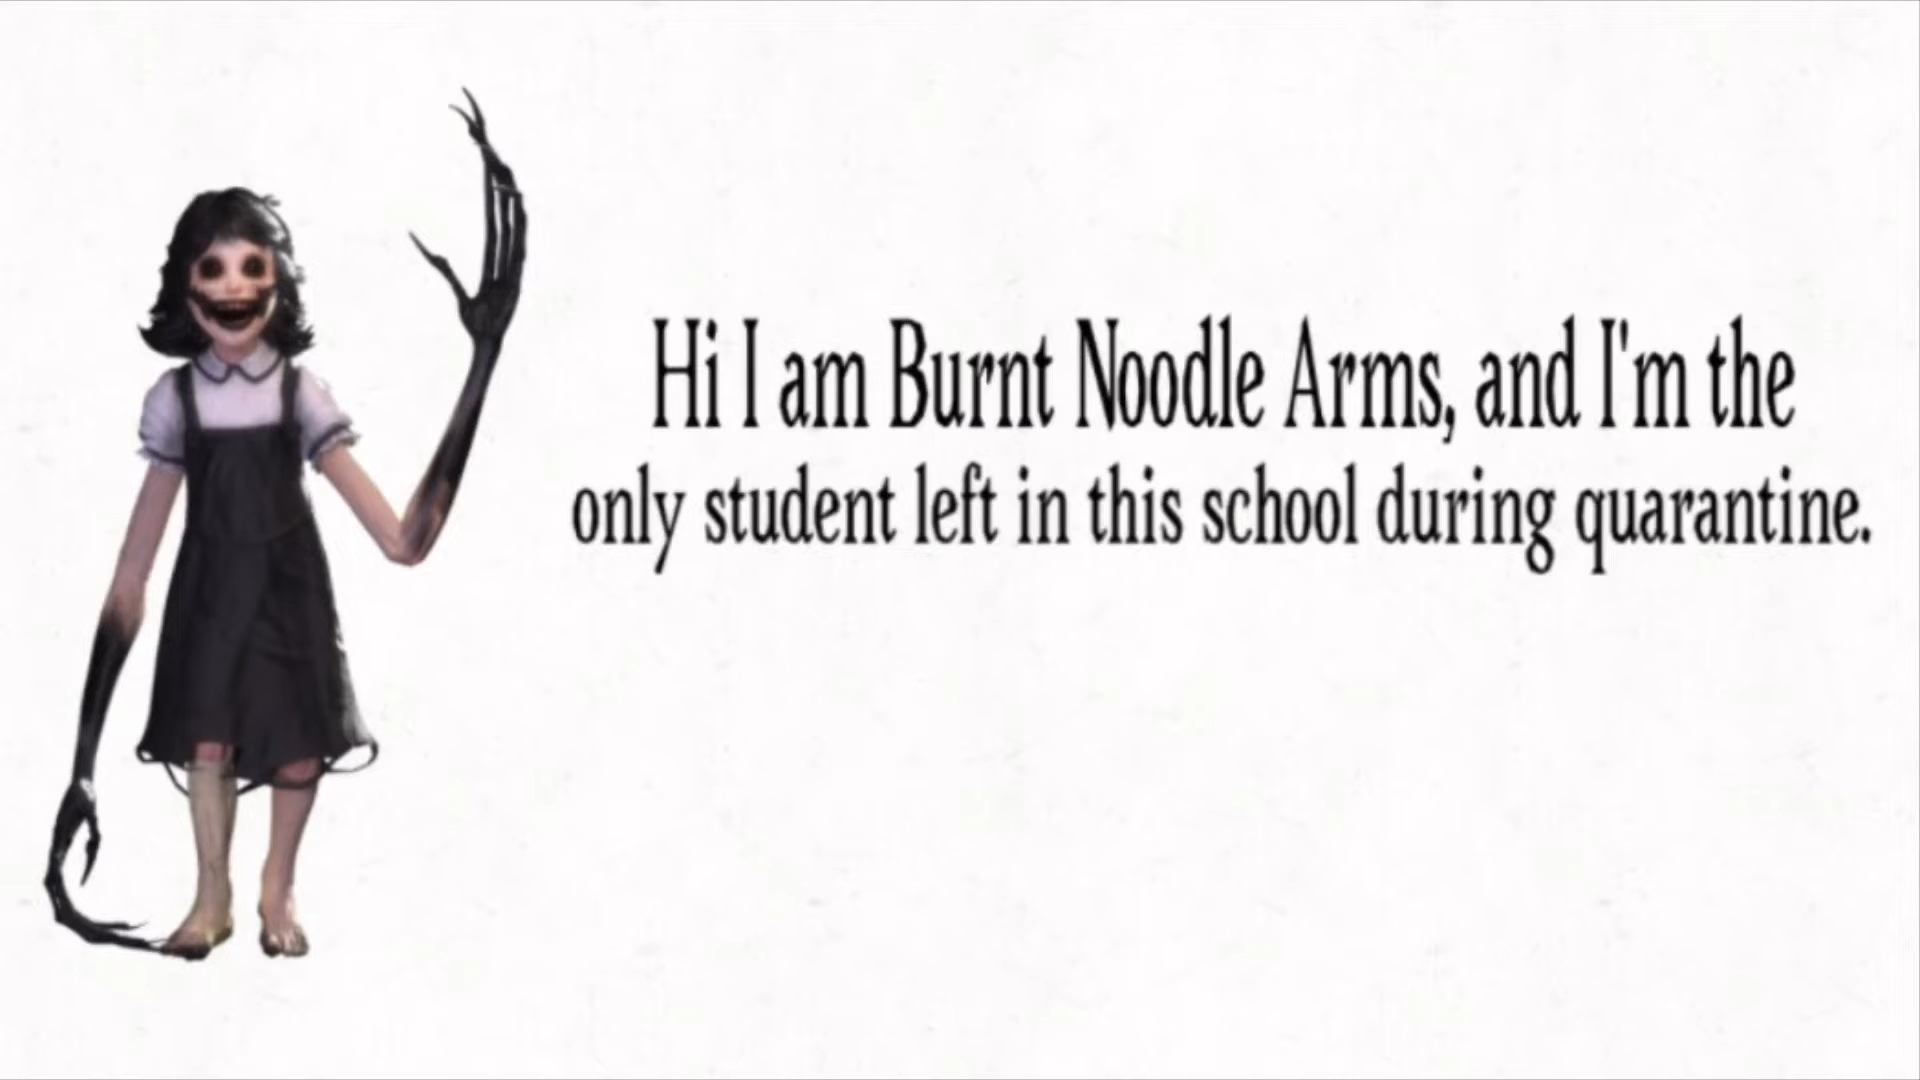 Hi I am Burnt Noodle Arms, and I'm the
only student left in this school during quarantine.